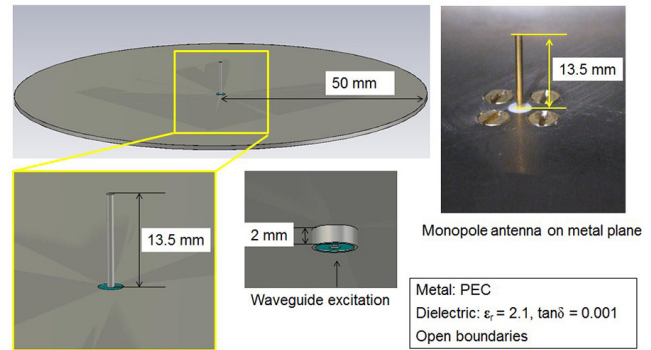 50 mm
13.5 mm
Monopole antenna on metal plane
13.5 mm
2 mm
Waveguide excitation
Metal: PEC
Dielectric: εr = 2.1, tanδ = 0.001
Open boundaries